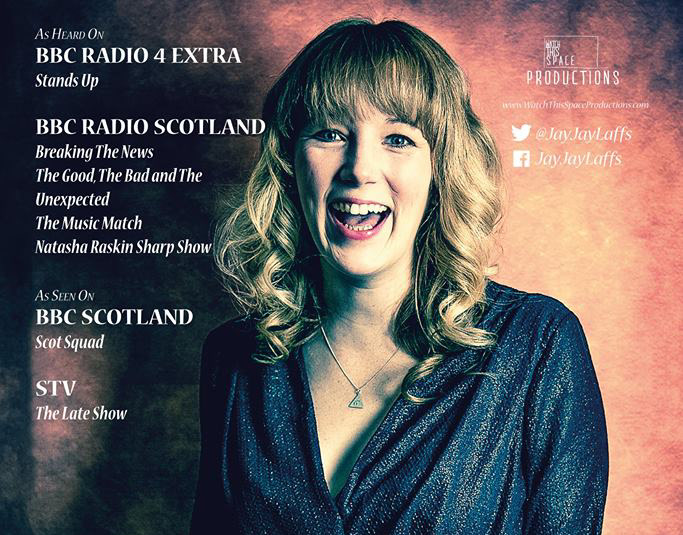 As Heard On
BBC RADIO 4 EXTRA
Stands Up
BBC RADIO SCOTLAND
Breaking The News
The Good, The Bad and The
Unexpected
The Music Match
Natasha Raskin Sharp Show
As Seen On
BBC SCOTLAND
Scot Squad
STV
The Late Show
WATCH
THIS
SPACE
PRODUCTIONS
www.WatchThisSpaceProductions.com
@JayJayLaffs
JayJayLaffs